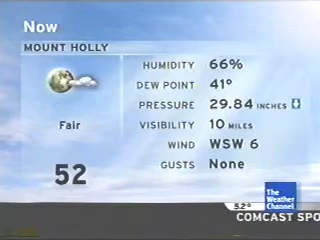 Now
MOUNT HOLLY
Fair
52
HUMIDITY 66%
DEW POINT 41°
PRESSURE 29.84 INCHES
VISIBILITY 10 MILES
WIND WSW 6
GUSTS None
The
Weather
Channel
52°
COMCAST SPO